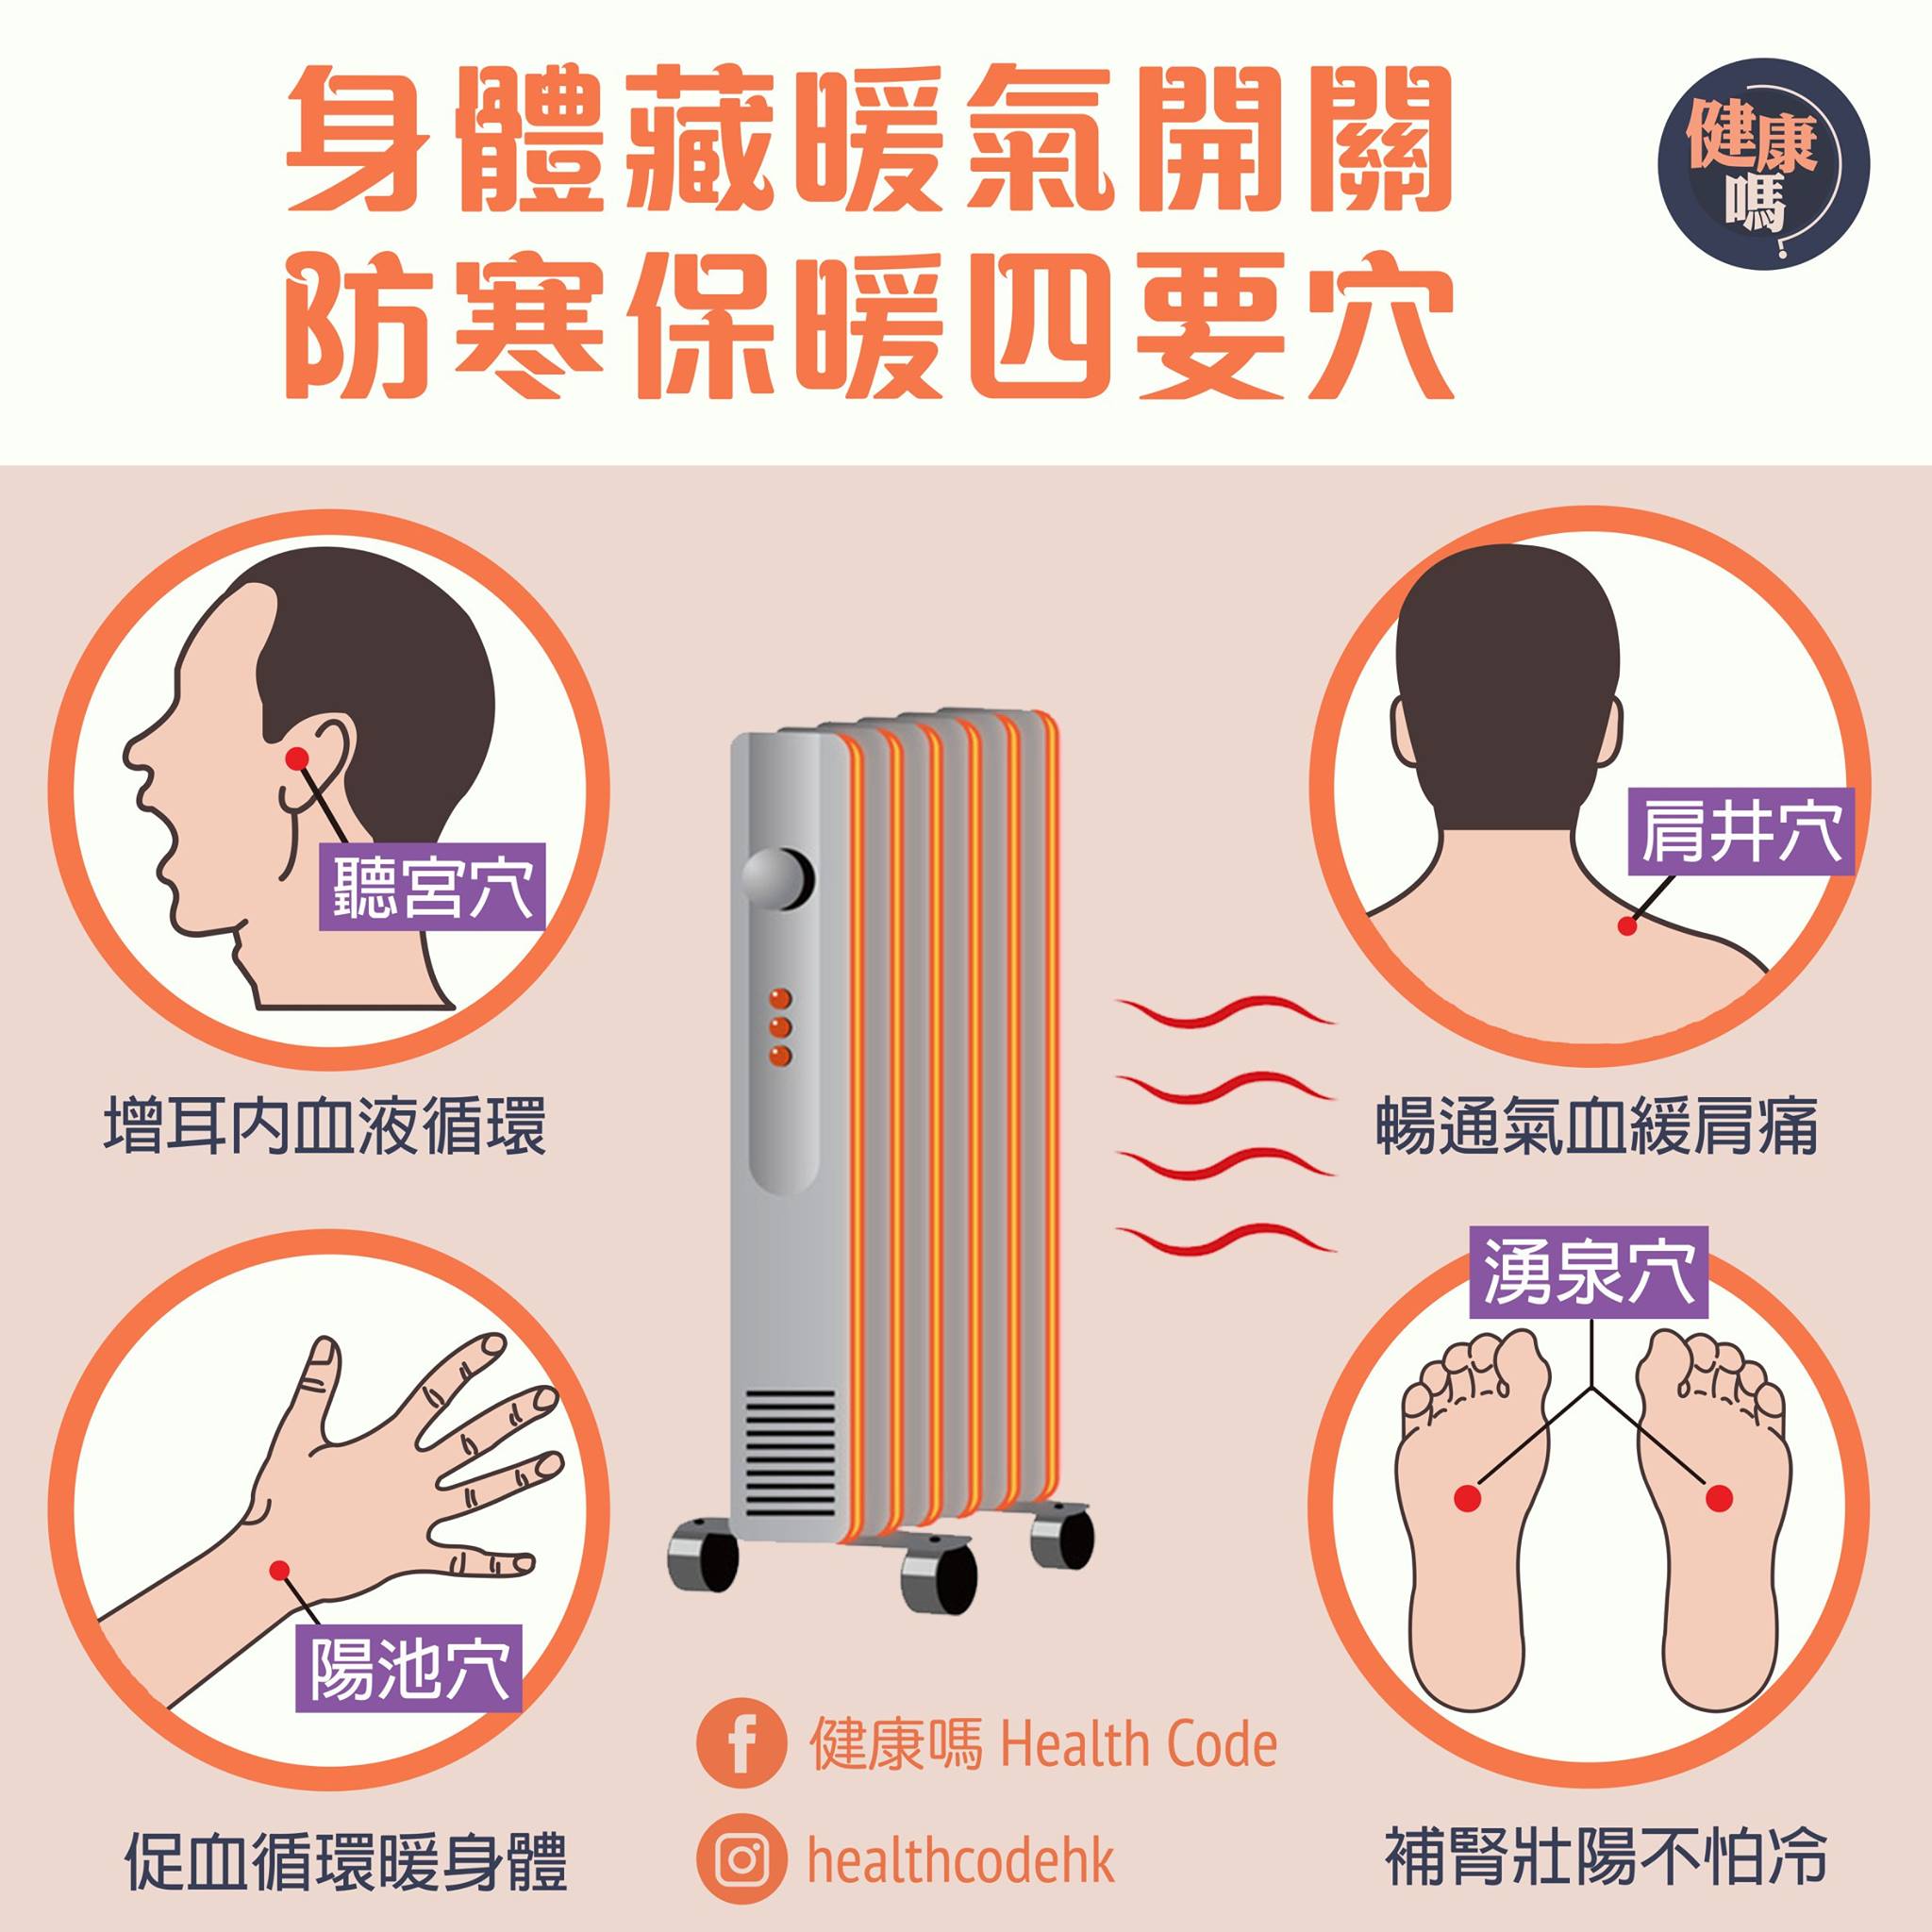 身體藏暖氣開關
防寒保暖四要穴
健康
嗎?
聽宮穴
增耳內血液循環
肩井穴
暢通氣血緩肩痛
陽池穴
促血循環暖身體
湧泉穴
補腎壯陽不怕冷
f 健康嗎 Health Code
healthcodehk